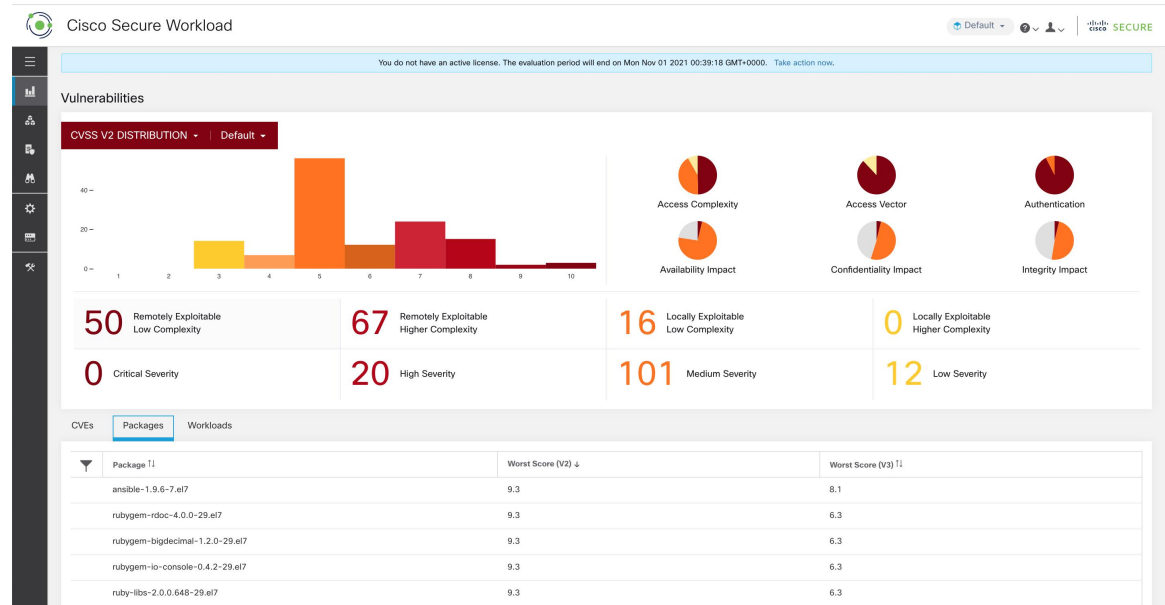 Cisco Secure Workload
Default
cisco SECURE
You do not have an active license. The evaluation period will end on Mon Nov 01 2021 00:39:18 GMT+0000. Take action now.
Vulnerabilities
CVSS V2 DISTRIBUTION Default
40
20
0
1 2 3 4 5 6 7 8 9 10
Access Complexity
Access Vector
Authentication
Availability Impact
Confidentiality Impact
Integrity Impact
50 Remotely Exploitable
Low Complexity
67 Remotely Exploitable
Higher Complexity
16 Locally Exploitable
Low Complexity
0 Locally Exploitable
Higher Complexity
0 Critical Severity
20 High Severity
101 Medium Severity
12 Low Severity
CVEs Packages Workloads
Package ↑↓ Worst Score (V2) ↓ Worst Score (V3) ↑↓
ansible-1.9.6-7.el7 9.3 8.1
rubygem-rdoc-4.0.0-29.el7 9.3 6.3
rubygem-bigdecimal-1.2.0-29.el7 9.3 6.3
rubygem-io-console-0.4.2-29.el7 9.3 6.3
ruby-libs-2.0.0.648-29.el7 9.3 6.3